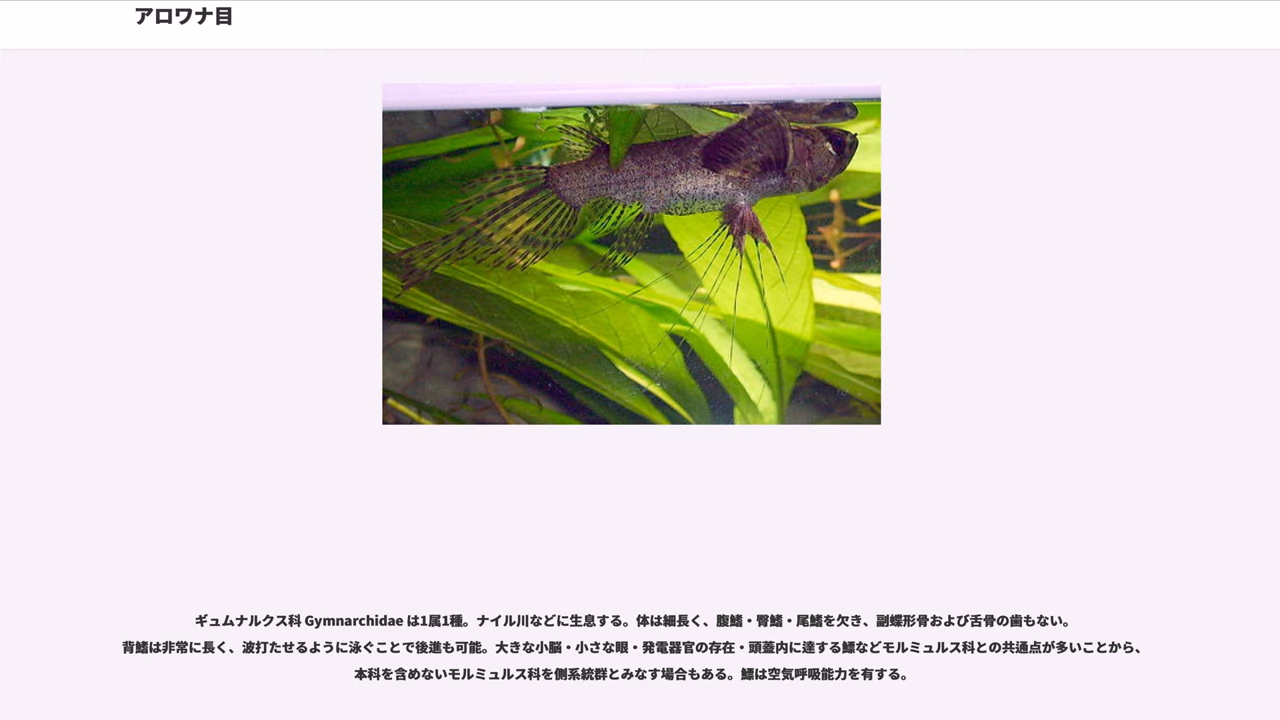 アロワナ目
ギュムナルクス科 Gymnarchidae は1属1種。ナイル川などに生息する。体は細長く、腹鰭・臀鰭・尾鰭を欠き、副蝶形骨および舌骨の歯もない。
背鰭は非常に長く、波打たせるように泳ぐことで後進も可能。大きな小脳・小さな眼・発電器官の存在・頭蓋内に達する鰾などモルミュルス科との共通点が多いことから、
本科を含めないモルミュルス科を側系統群とみなす場合もある。鰾は空気呼吸能力を有する。